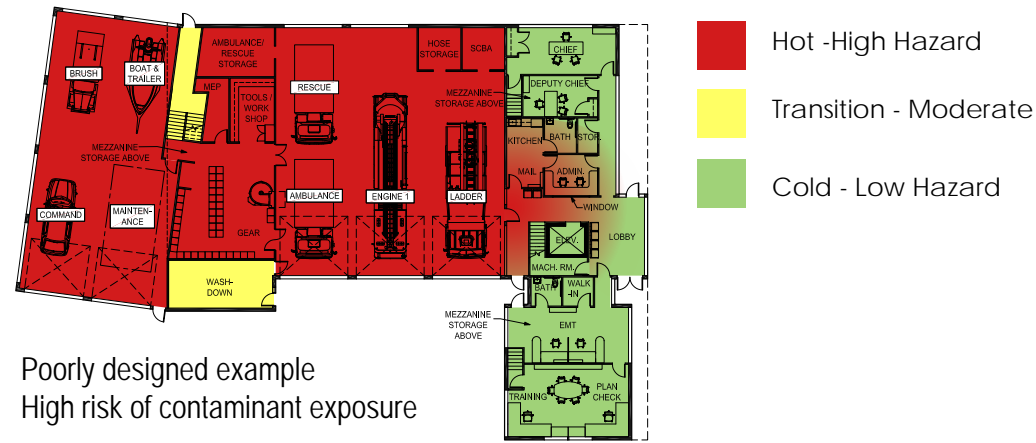 BRUSH
BOAT &
TRAILER
AMBULANCE/
RESCUE
STORAGE
MEP
TOOLS /
WORK
SHOP
MEZZANINE
STORAGE ABOVE
COMMAND
MAINTEN-
ANCE
GEAR
WASH-
DOWN
RESCUE
AMBULANCE
ENGINE 1
LADDER
HOSE
STORAGE
SCBA
CHIEF
DEPUTY CHIEF
MEZZANINE
STORAGE ABOVE
KITCHEN
BATH
STOR.
MAIL
ADMIN.
WINDOW
LOBBY
ELEV.
MACH. RM.
BATH
WALK
-IN
MEZZANINE
STORAGE
ABOVE
EMT
TRAINING
PLAN
CHECK
Hot -High Hazard
Transition - Moderate
Cold - Low Hazard
Poorly designed example
High risk of contaminant exposure